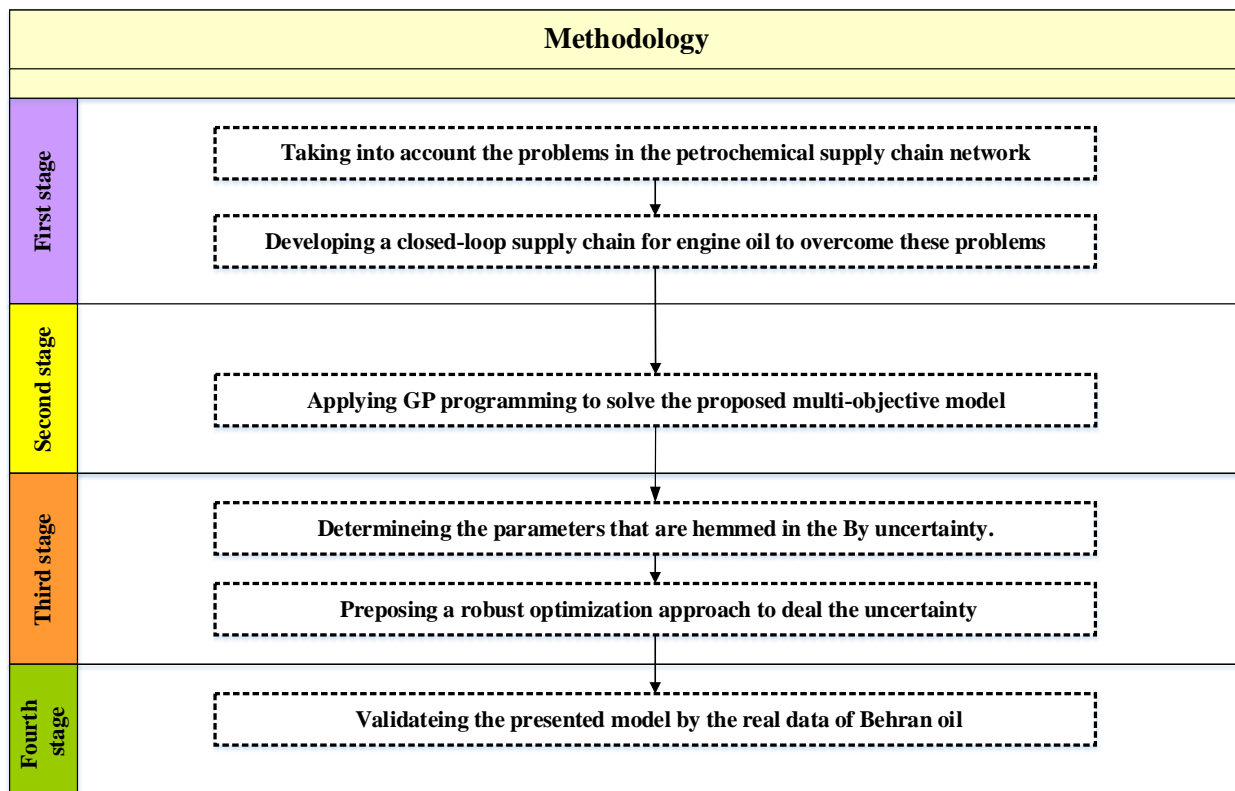 Methodology
First stage
Taking into account the problems in the petrochemical supply chain network
Developing a closed-loop supply chain for engine oil to overcome these problems
Second stage
Applying GP programming to solve the proposed multi-objective model
Third stage
Determineing the parameters that are hemmed in the By uncertainty.
Preposing a robust optimization approach to deal the uncertainty
Fourth
stage
Validateing the presented model by the real data of Behran oil